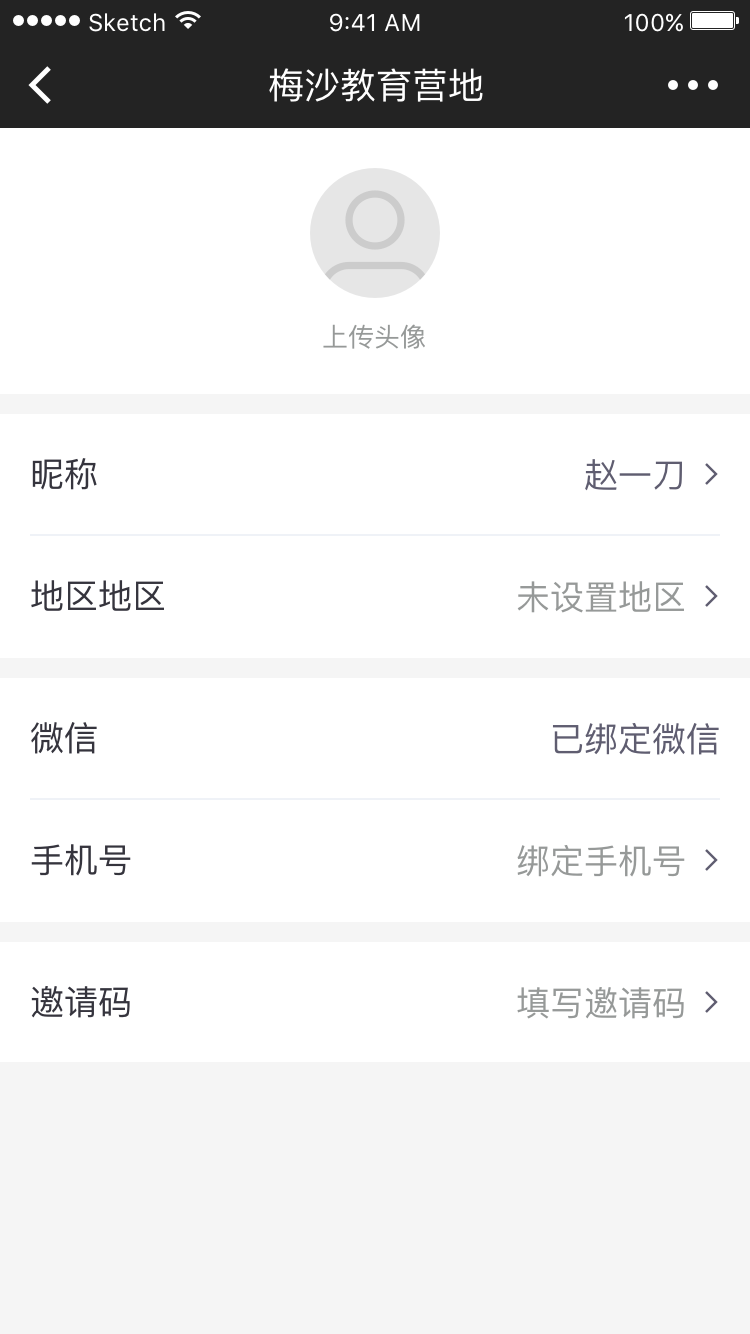 Sketch 9:41 AM 100%
梅沙教育营地
上传头像
昵称 赵一刀
地区地区 未设置地区
微信 已绑定微信
手机号 绑定手机号
邀请码 填写邀请码